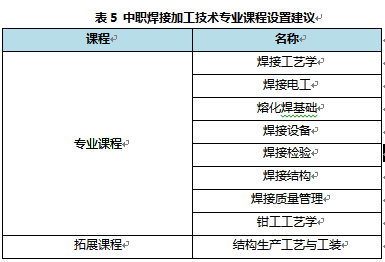 表 5 中职焊接加工技术专业课程设置建议
课程 名称
专业课程 焊接工艺学
焊接电工
熔化焊基础
焊接设备
焊接检验
焊接结构
焊接质量管理
钳工工艺学
拓展课程 结构生产工艺与工装